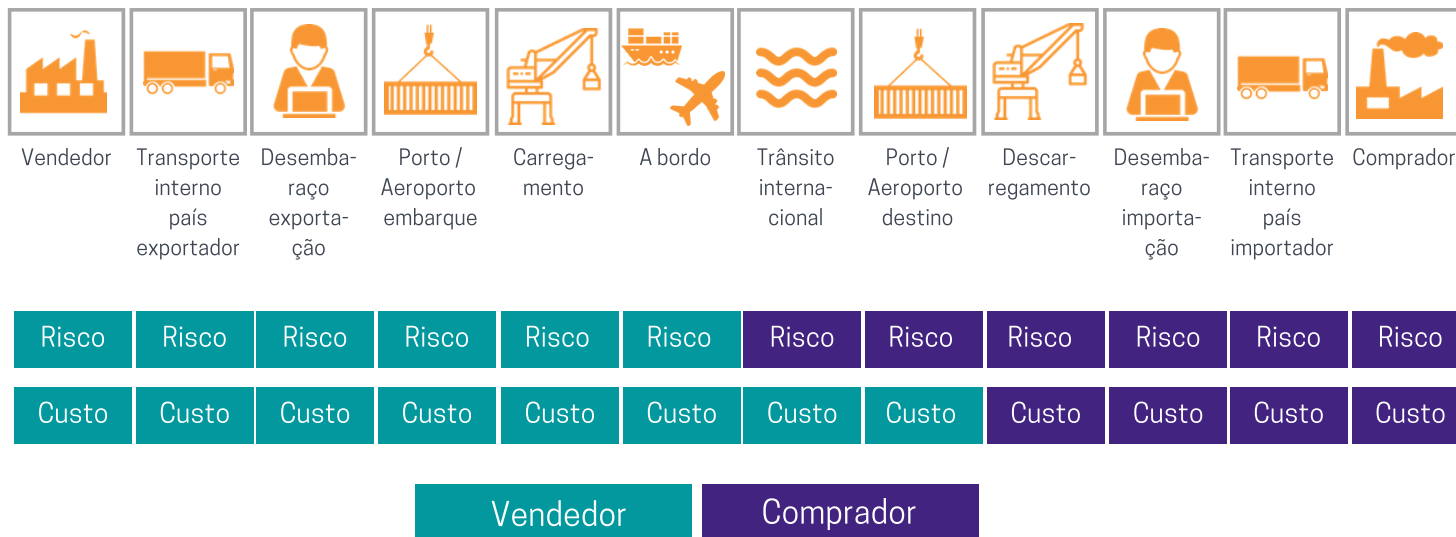 Vendedor
Transporte
interno
país
exportador
Desemba-
raço
exporta-
ção
Porto /
Aeroporto
embarque
Carrega-
mento
A bordo
Trânsito
interna-
cional
Porto /
Aeroporto
destino
Descar-
regamento
Desemba-
raço
importa-
ção
Transporte
interno
país
importador
Comprador
Risco Risco Risco Risco Risco Risco Risco Risco Risco Risco Risco Risco
Custo Custo Custo Custo Custo Custo Custo Custo Custo Custo Custo Custo
Vendedor Comprador